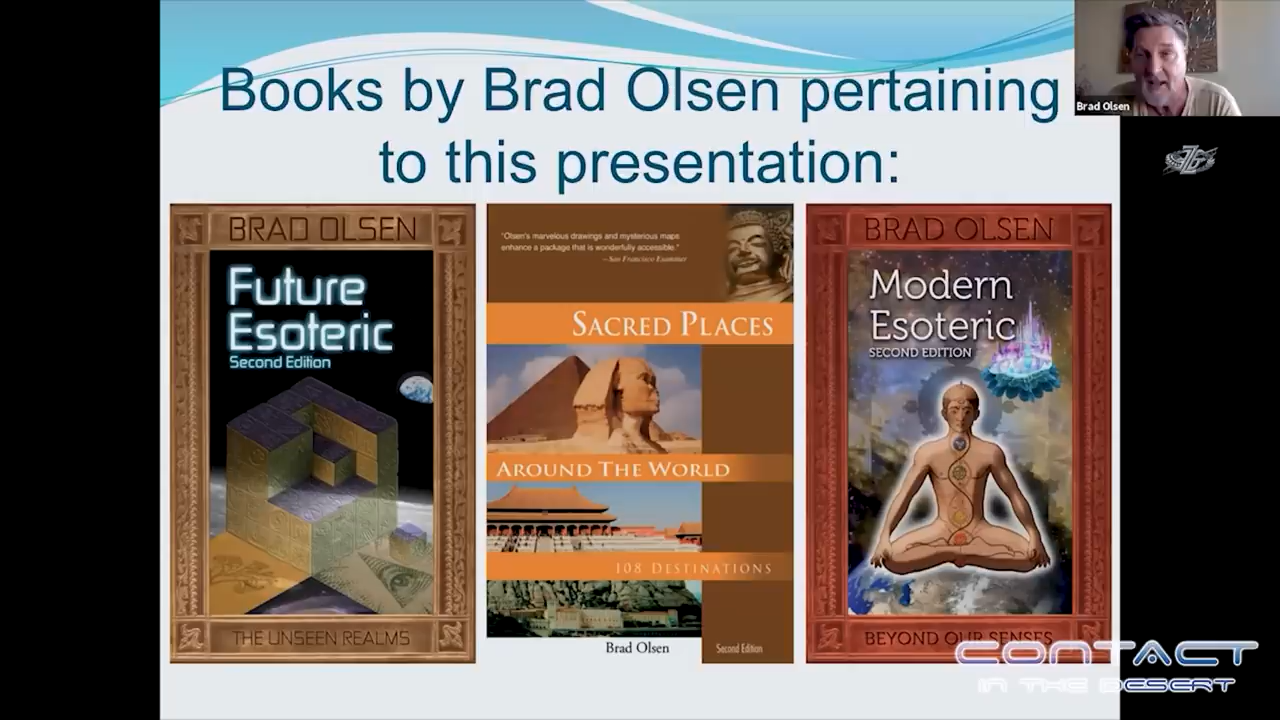 Books by Brad Olsen pertaining
to this presentation:
Brad Olsen
BRAD OLSEN
Future
Esoteric
Second Edition
THE UNSEEN REALMS
"Olsen's marvelous drawings and mysterious maps
enhance a package that is wonderfully accessible."
—San Francisco Examiner
SACRED PLACES
AROUND THE WORLD
108 DESTINATIONS
Brad Olsen
Second Edition
BRAD OLSEN
Modern
Esoteric
SECOND EDITION
BEYOND OUR SENSES
CONTACT
IN THE DESERT